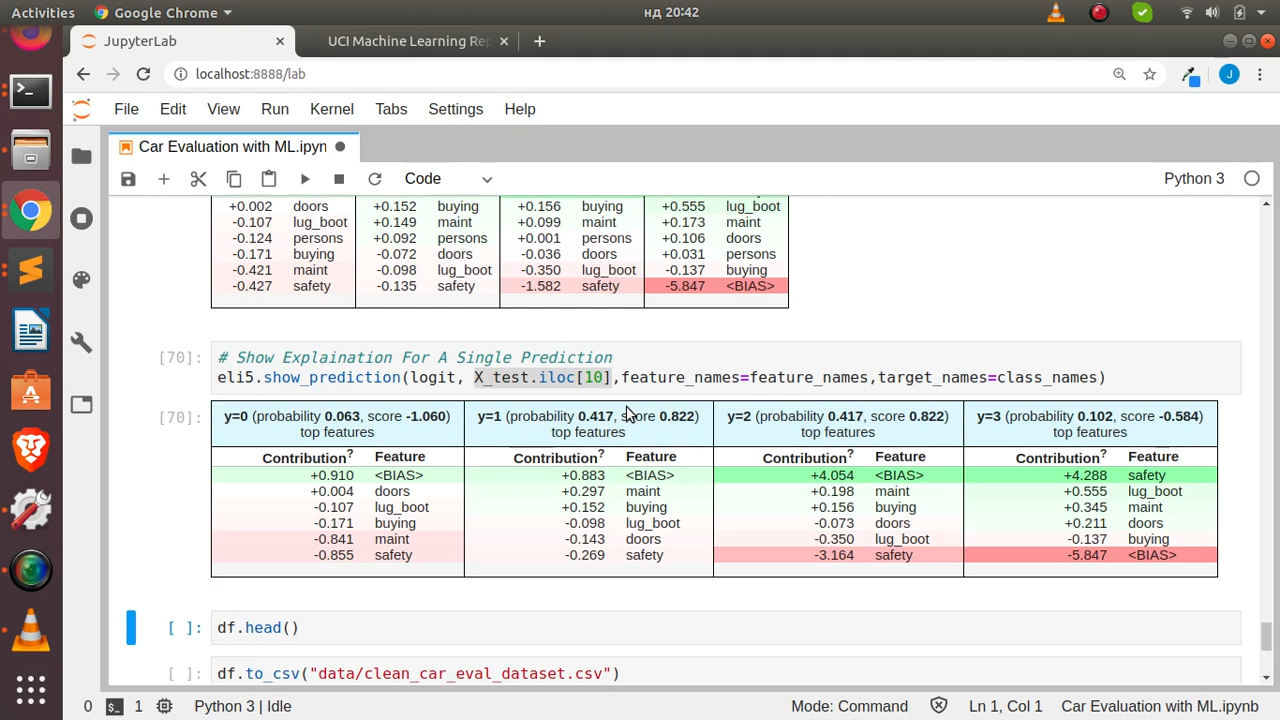 Activities Google Chrome нд 20:42
JupyterLab UCI Machine Learning Rep
localhost:8888/lab J
File Edit View Run Kernel Tabs Settings Help
Car Evaluation with ML.ipyn
Code Python 3
+0.002 doors +0.152 buying +0.156 buying +0.555 lug_boot
-0.107 lug_boot +0.149 maint +0.099 maint +0.173 maint
-0.124 persons +0.092 persons +0.001 persons +0.106 doors
-0.171 buying -0.072 doors -0.036 doors +0.031 persons
-0.421 maint -0.098 lug_boot -0.350 lug_boot -0.137 buying
-0.427 safety -0.135 safety -1.582 safety -5.847 <BIAS>
[70]: # Show Explaination For A Single Prediction
eli5.show_prediction(logit, X_test.iloc[10],feature_names=feature_names,target_names=class_names)
[70]: y=0 (probability 0.063, score -1.060) y=1 (probability 0.417, score 0.822) y=2 (probability 0.417, score 0.822) y=3 (probability 0.102, score -0.584)
top features top features top features top features
Contribution? Feature Contribution? Feature Contribution? Feature Contribution? Feature
+0.910 <BIAS> +0.883 <BIAS> +4.054 <BIAS> +4.288 safety
+0.004 doors +0.297 maint +0.198 maint +0.555 lug_boot
-0.107 lug_boot +0.152 buying +0.156 buying +0.345 maint
-0.171 buying -0.098 lug_boot -0.073 doors +0.211 doors
-0.841 maint -0.143 doors -0.350 lug_boot -0.137 buying
-0.855 safety -0.269 safety -3.164 safety -5.847 <BIAS>
[ ]: df.head()
[ ]: df.to_csv("data/clean_car_eval_dataset.csv")
0 1 Python 3 | Idle Mode: Command Ln 1, Col 1 Car Evaluation with ML.ipynb